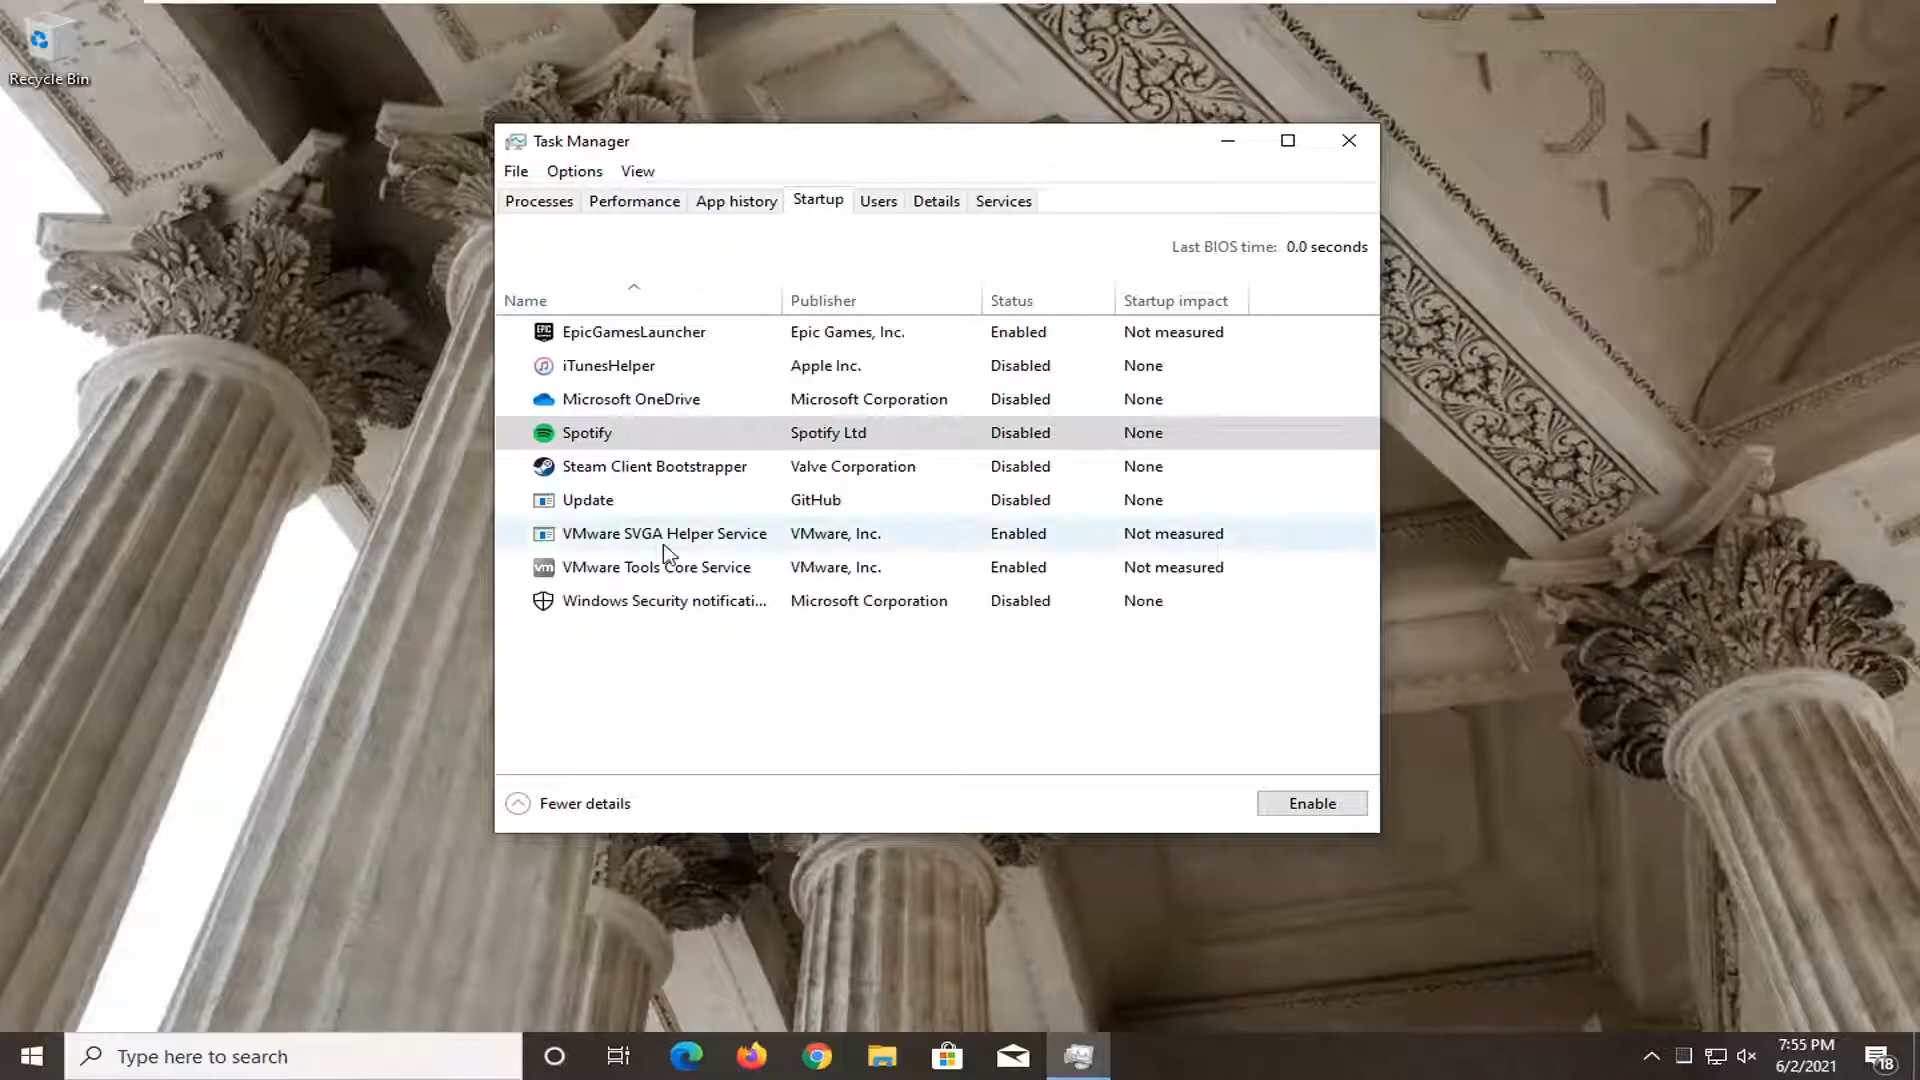 Recycle Bin
Task Manager
File Options View
Processes Performance App history Startup Users Details Services
Last BIOS time: 0.0 seconds
Name Publisher Status Startup impact
EPIC EpicGamesLauncher Epic Games, Inc. Enabled Not measured
iTunesHelper Apple Inc. Disabled None
Microsoft OneDrive Microsoft Corporation Disabled None
Spotify Spotify Ltd Disabled None
Steam Client Bootstrapper Valve Corporation Disabled None
Update GitHub Disabled None
VMware SVGA Helper Service VMware, Inc. Enabled Not measured
vm VMware Tools Core Service VMware, Inc. Enabled Not measured
Windows Security notificati... Microsoft Corporation Disabled None
Fewer details Enable
Type here to search
7:55 PM
6/2/2021
18